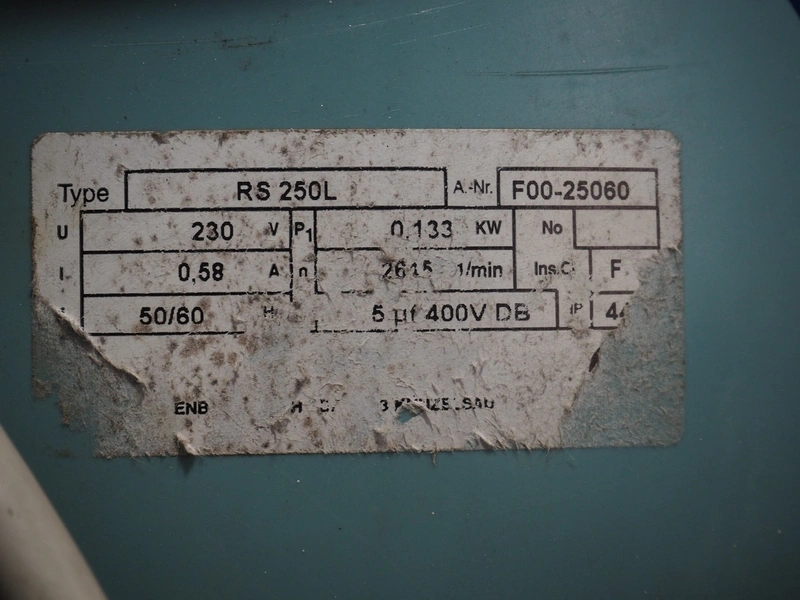 Type RS 250L A.-Nr. F00-25060
U 230 V P1 0,133 KW No
I 0,58 A n 2615 1/min Ins.C. F
50/60 5 µf 400V DB IP 44